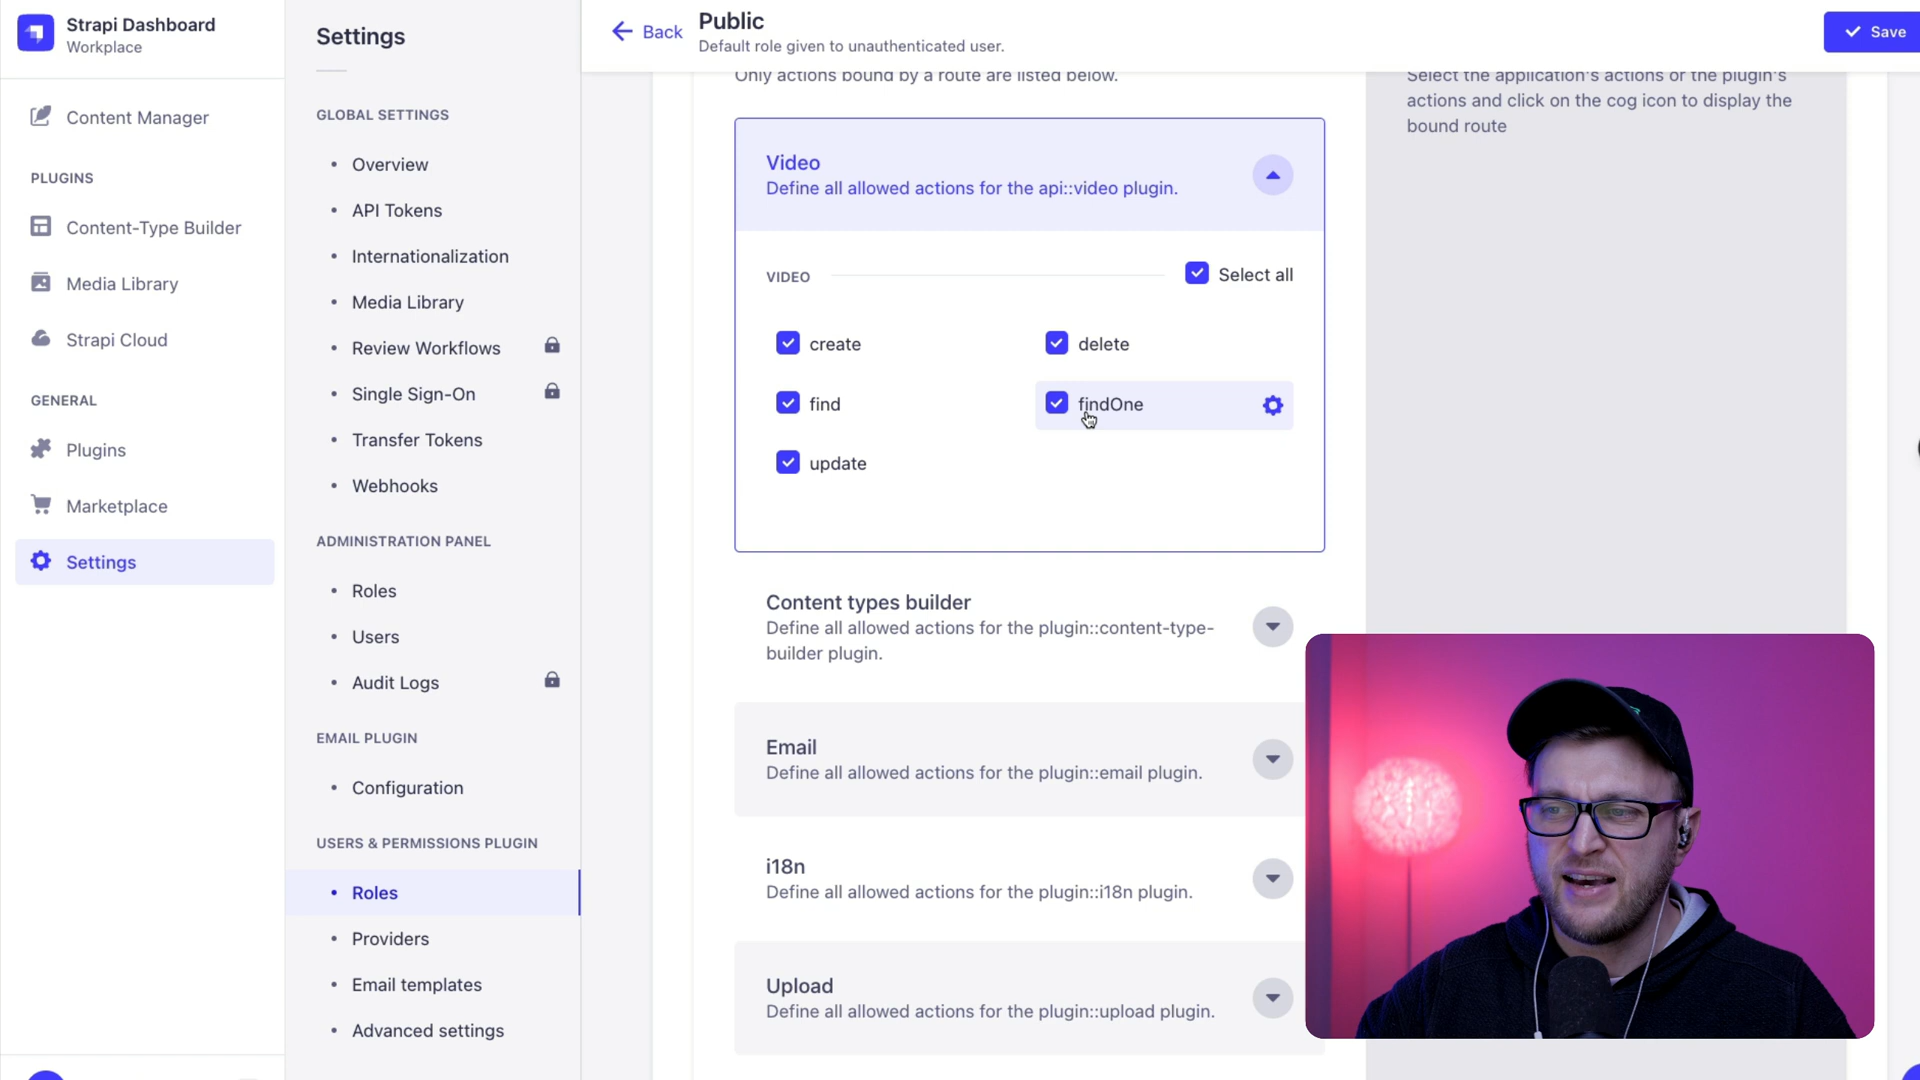 Strapi Dashboard
Workplace
Content Manager
PLUGINS
Content-Type Builder
Media Library
Strapi Cloud
GENERAL
Plugins
Marketplace
Settings
Settings
GLOBAL SETTINGS
Overview
API Tokens
Internationalization
Media Library
Review Workflows
Single Sign-On
Transfer Tokens
Webhooks
ADMINISTRATION PANEL
Roles
Users
Audit Logs
EMAIL PLUGIN
Configuration
USERS & PERMISSIONS PLUGIN
Roles
Providers
Email templates
Advanced settings
Back
Public
Default role given to unauthenticated user.
Save
Only actions bound by a route are listed below.
Video
Define all allowed actions for the api::video plugin.
VIDEO
Select all
create
delete
find
findOne
update
Content types builder
Define all allowed actions for the plugin::content-type-
builder plugin.
Email
Define all allowed actions for the plugin::email plugin.
i18n
Define all allowed actions for the plugin::i18n plugin.
Upload
Define all allowed actions for the plugin::upload plugin.
Select the application's actions or the plugin's
actions and click on the cog icon to display the
bound route